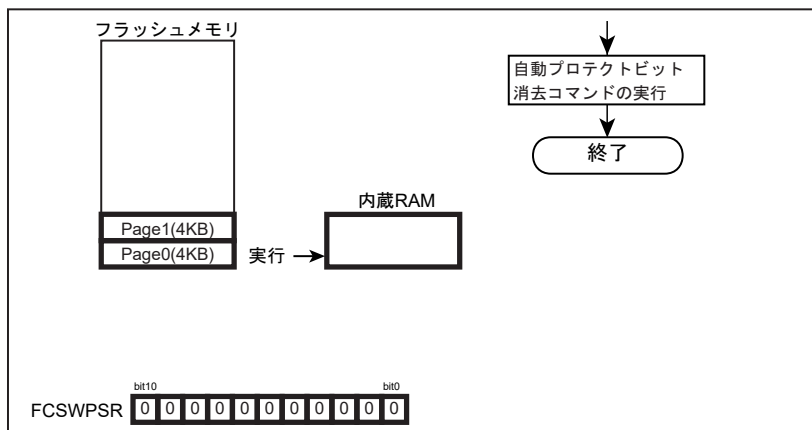 フラッシュメモリ
自動プロテクトビット
消去コマンドの実行
終了
内蔵RAM
Page1(4KB)
Page0(4KB)
実行
bit10
bit0
FCSWPSR
0 0 0 0 0 0 0 0 0 0 0